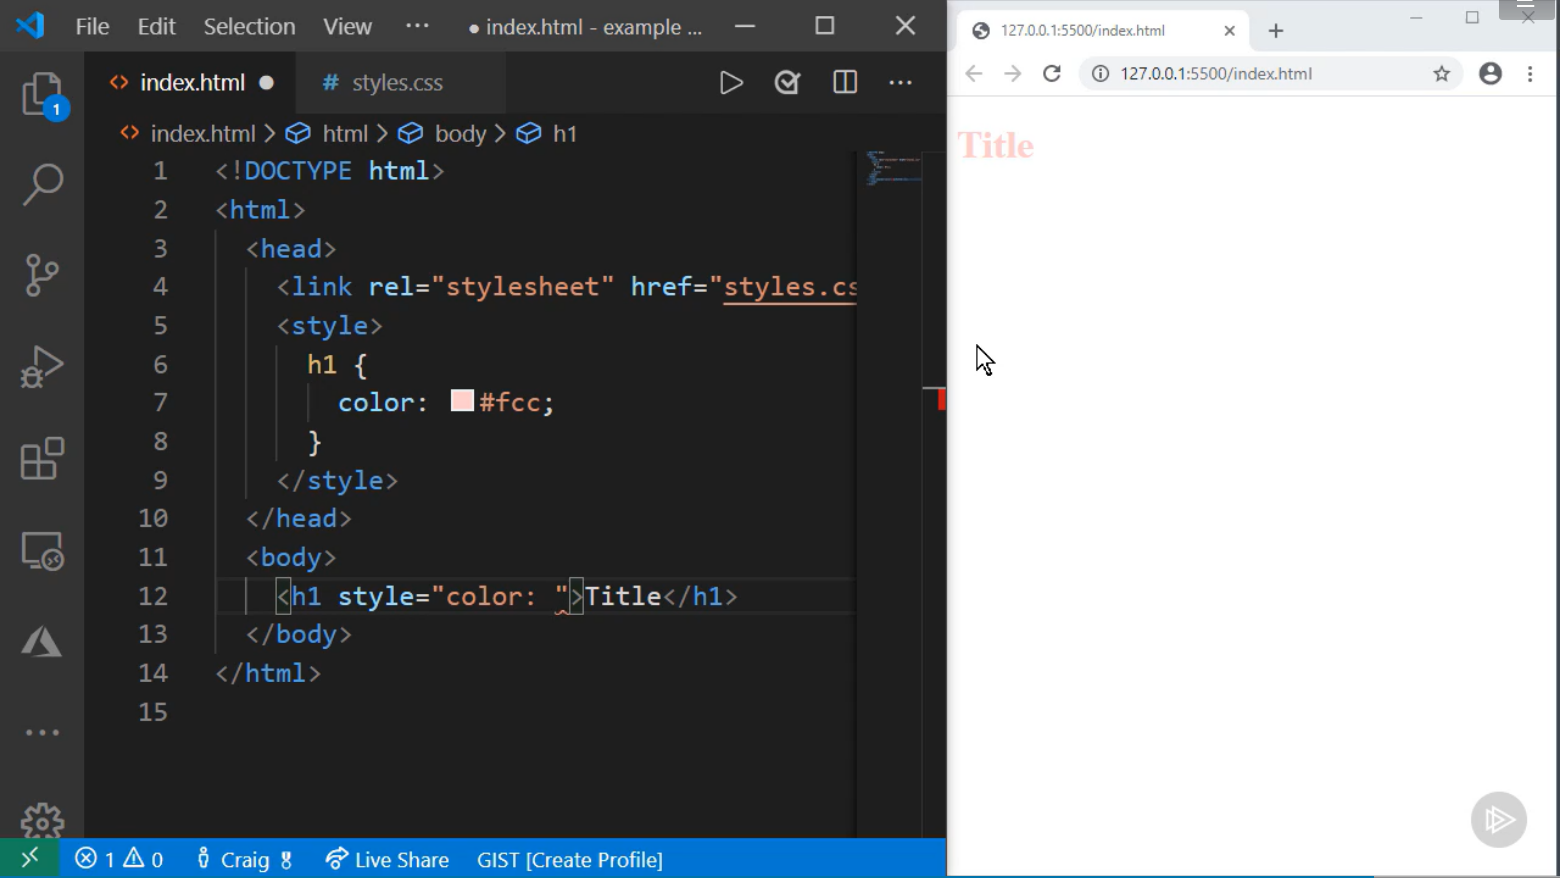 File Edit Selection View ··· ● index.html - example ...
index.html ● # styles.css
index.html > html > body > h1
1 <!DOCTYPE html>
2 <html>
3 <head>
4 <link rel="stylesheet" href="styles.cs
5 <style>
6 h1 {
7 color: #fcc;
8 }
9 </style>
10 </head>
11 <body>
12 <h1 style="color: ">Title</h1>
13 </body>
14 </html>
15
1
1 0 Craig Live Share GIST [Create Profile]
127.0.0.1:5500/index.html
127.0.0.1:5500/index.html
Title